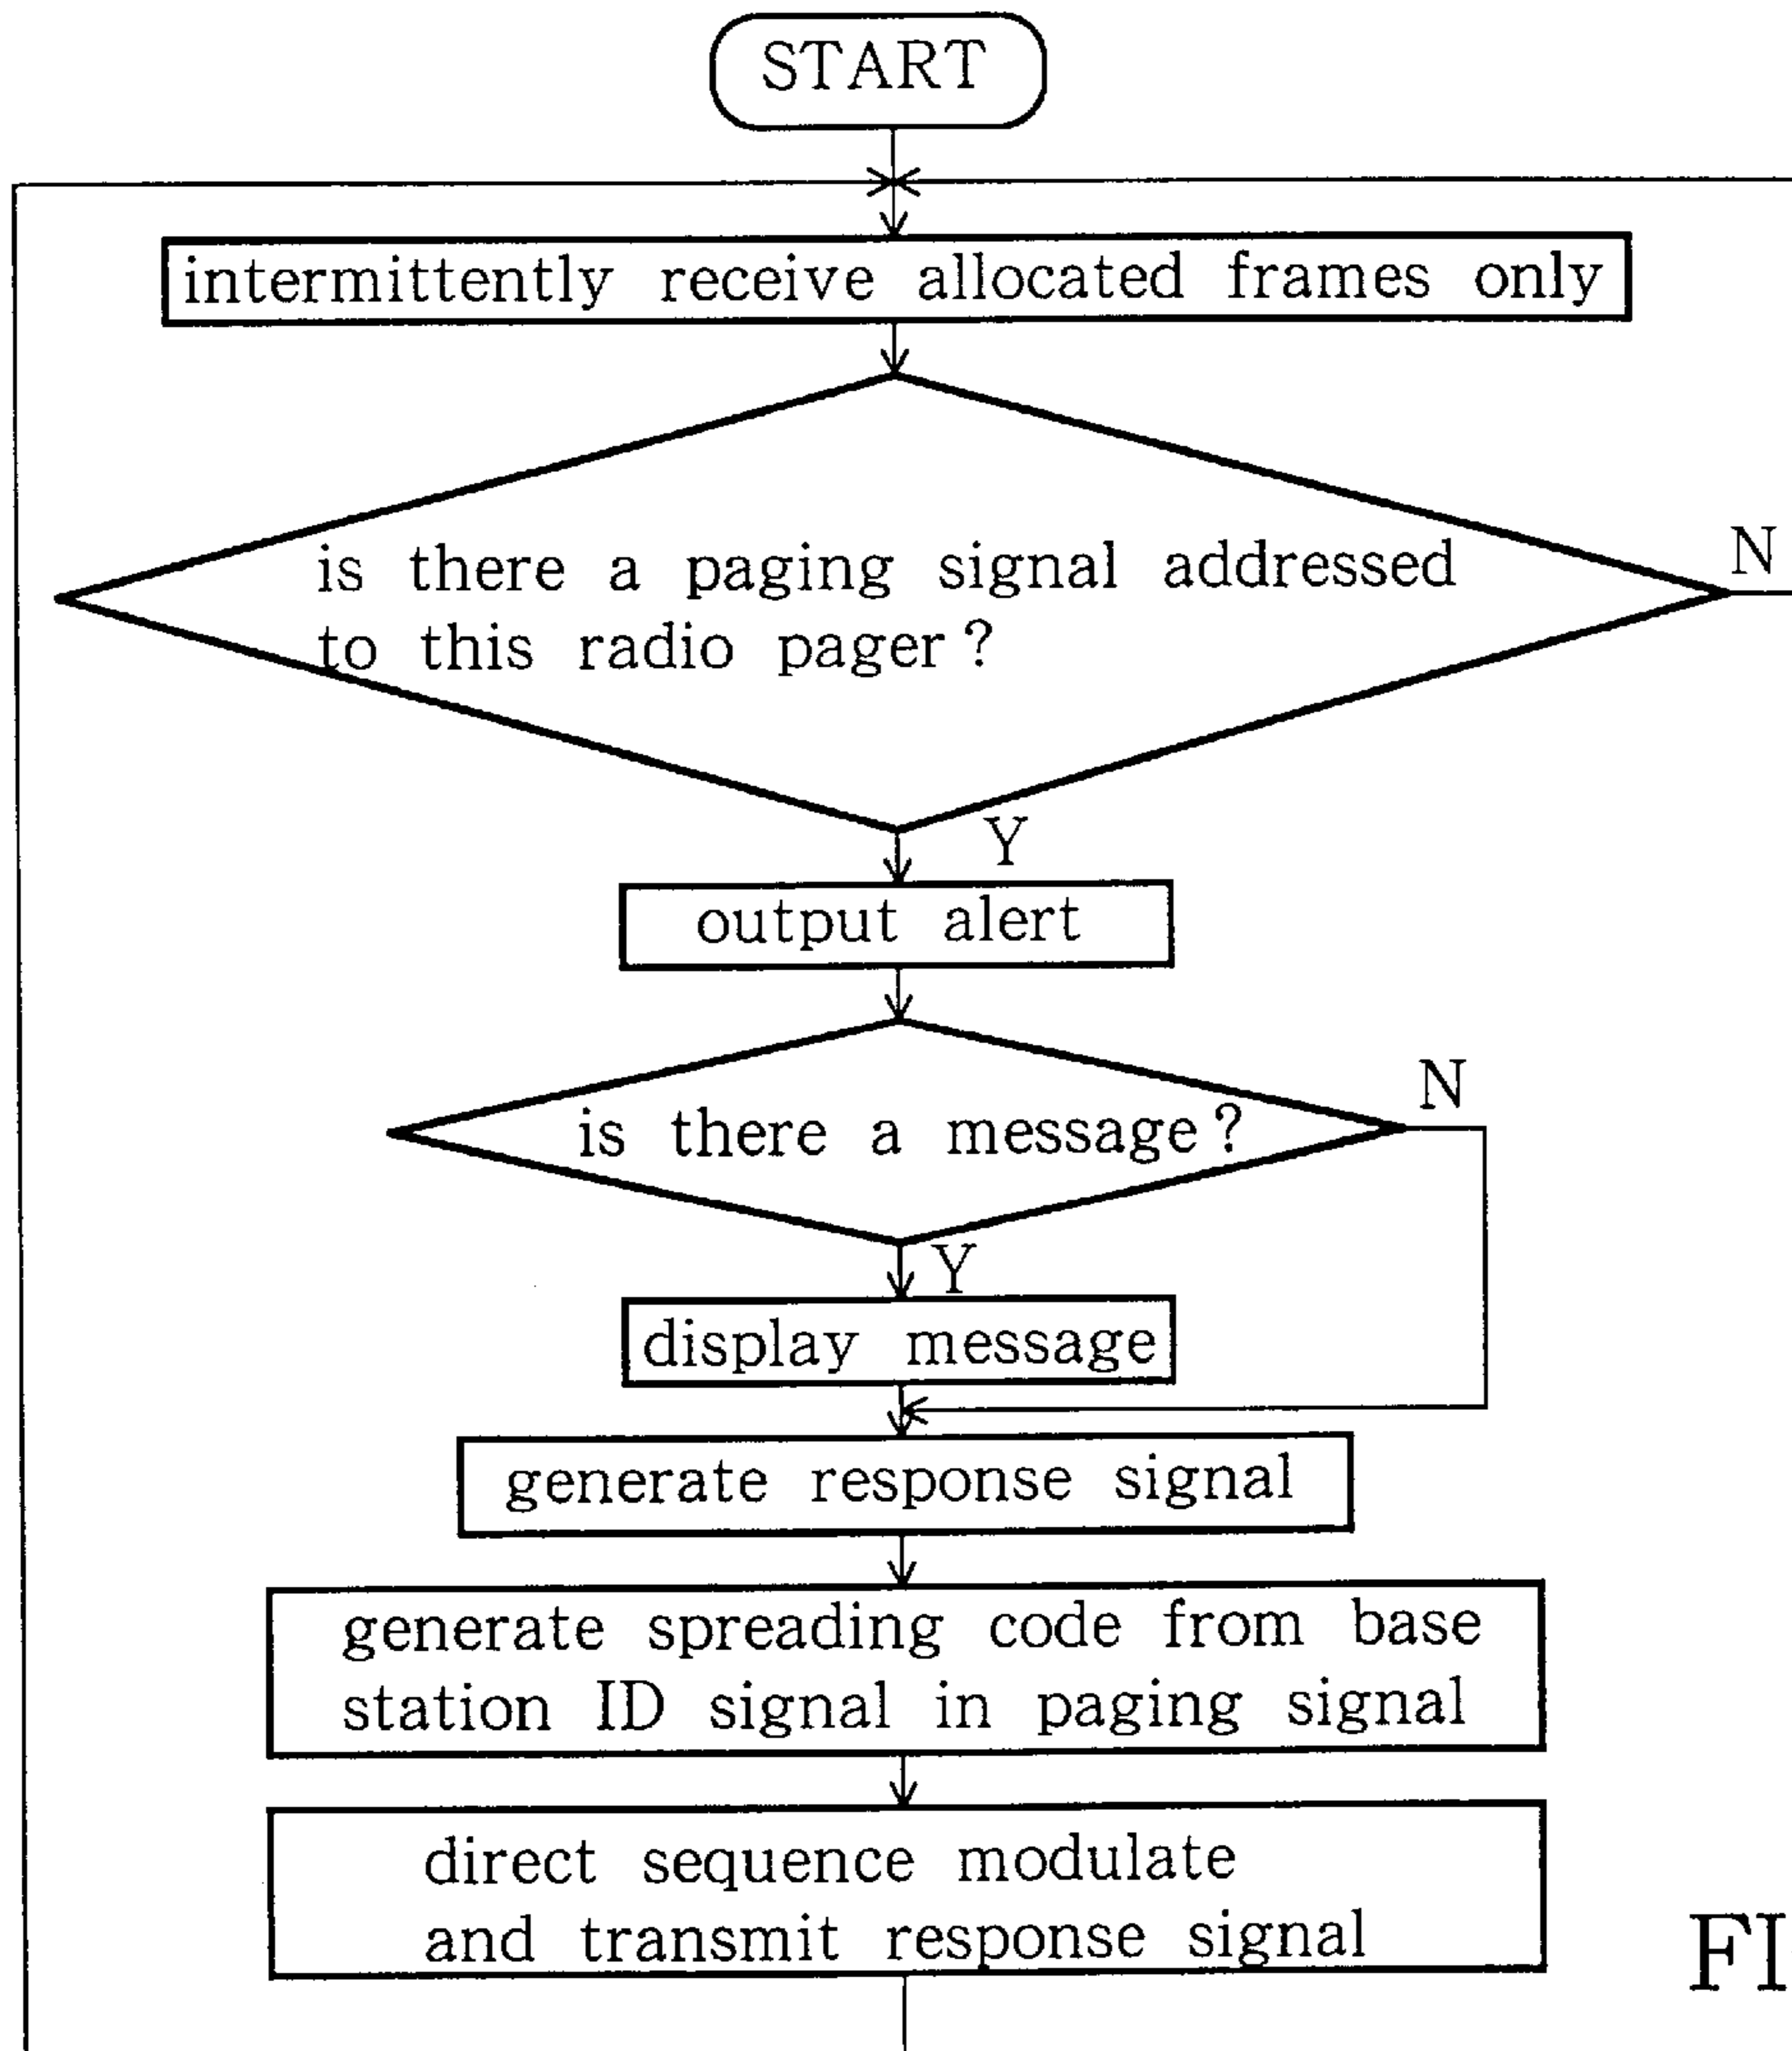 START
intermittently receive allocated frames only
is there a paging signal addressed
to this radio pager?
N
Y
output alert
is there a message?
N
Y
display message
generate response signal
generate spreading code from base
station ID signal in paging signal
direct sequence modulate
and transmit response signal
FI